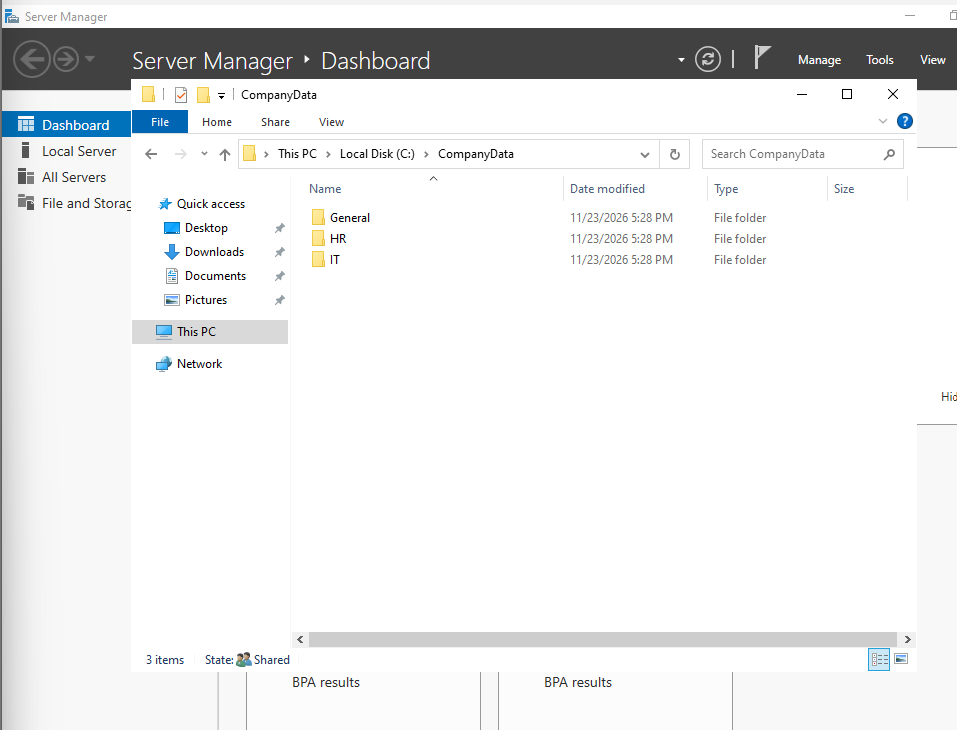 Server Manager
Server Manager Dashboard
Manage Tools View
CompanyData
File Home Share View
This PC Local Disk (C:) CompanyData
Search CompanyData
Dashboard
Local Server
All Servers
File and Storag
Quick access
Desktop
Downloads
Documents
Pictures
This PC
Network
Name Date modified Type Size
General 11/23/2026 5:28 PM File folder
HR 11/23/2026 5:28 PM File folder
IT 11/23/2026 5:28 PM File folder
Hid
3 items State: Shared
BPA results BPA results